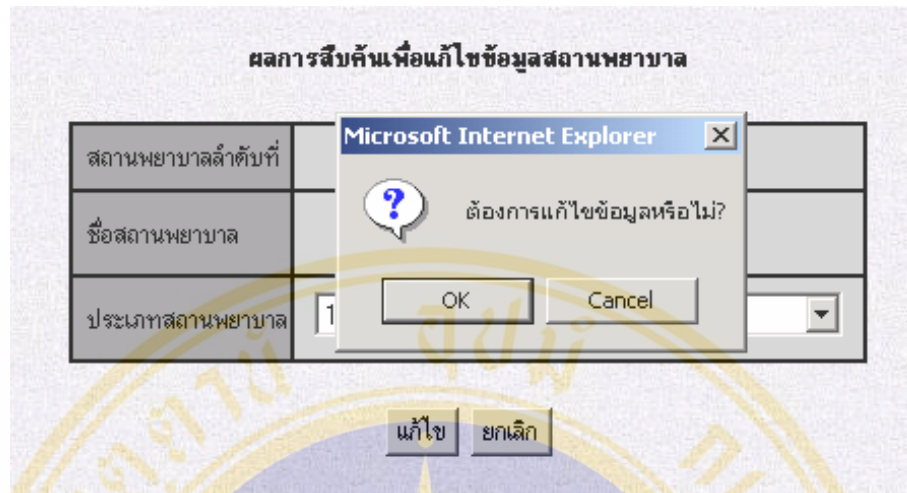 ผลการสืบค้นเพื่อแก้ไขข้อมูลสถานพยาบาล
Microsoft Internet Explorer
สถานพยาบาลลำดับที่
ต้องการแก้ไขข้อมูลหรือไม่?
ชื่อสถานพยาบาล
OK Cancel
ประเภทสถานพยาบาล 1
แก้ไข ยกเลิก